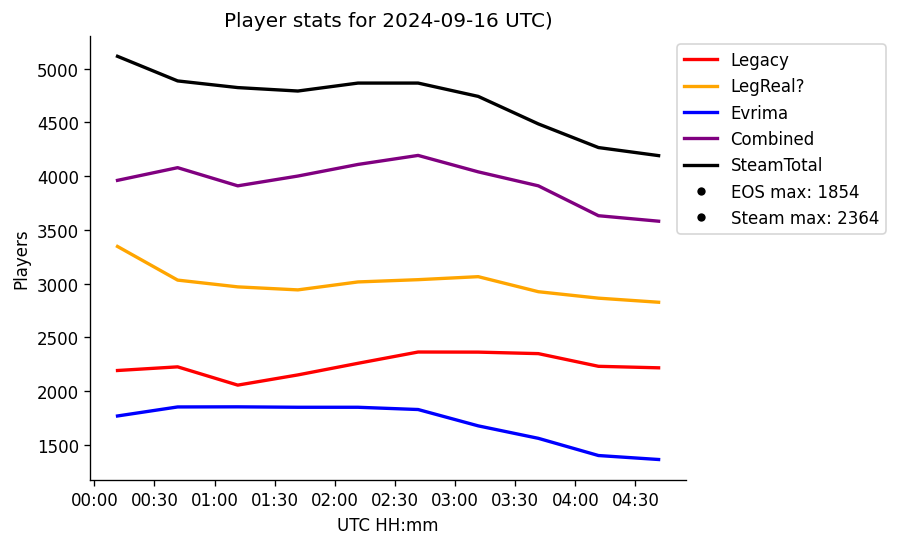 Player stats for 2024-09-16 UTC)
Legacy
LegReal?
Evrima
Combined
SteamTotal
EOS max: 1854
Steam max: 2364
Players
5000
4500
4000
3500
3000
2500
2000
1500
00:00 00:30 01:00 01:30 02:00 02:30 03:00 03:30 04:00 04:30
UTC HH:mm